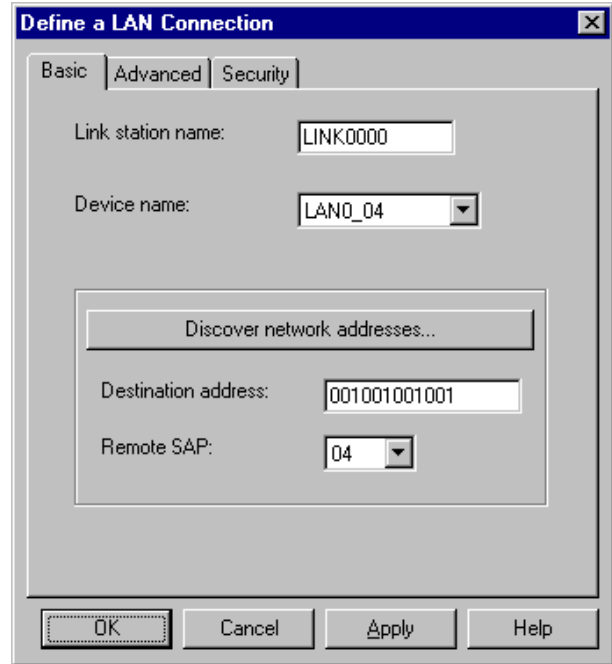 Define a LAN Connection
Basic Advanced Security
Link station name: LINK0000
Device name: LAN0_04
Discover network addresses...
Destination address: 001001001001
Remote SAP: 04
OK Cancel Apply Help